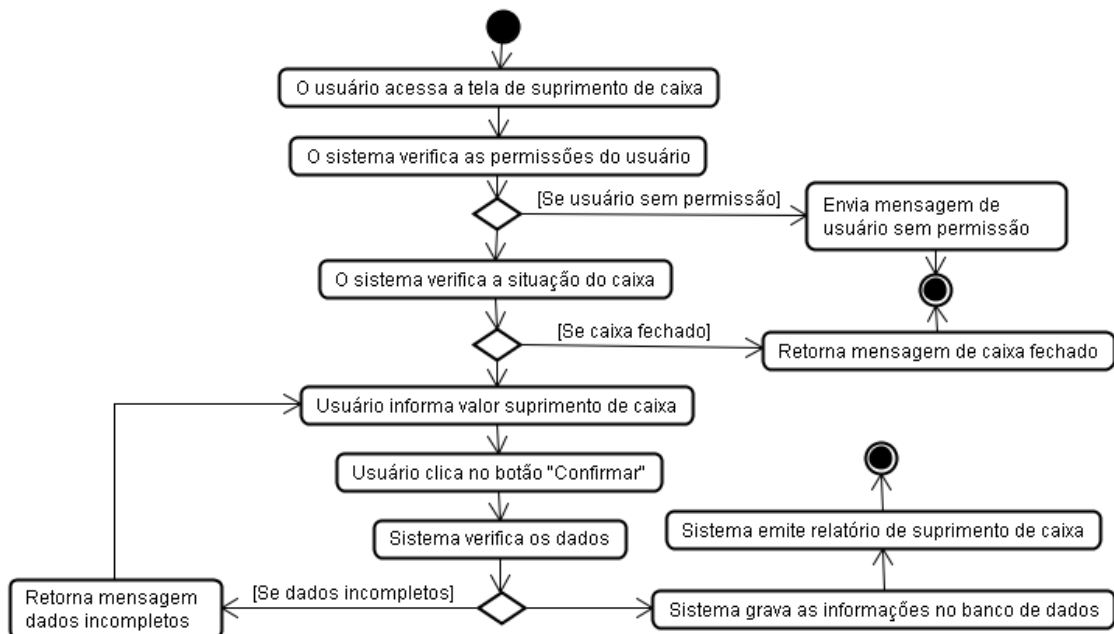 O usuário acessa a tela de suprimento de caixa
O sistema verifica as permissões do usuário
[Se usuário sem permissão]
Envia mensagem de
usuário sem permissão
O sistema verifica a situação do caixa
[Se caixa fechado]
Retorna mensagem de caixa fechado
Usuário informa valor suprimento de caixa
Usuário clica no botão "Confirmar"
Sistema verifica os dados
Sistema emite relatório de suprimento de caixa
[Se dados incompletos]
Retorna mensagem
dados incompletos
Sistema grava as informações no banco de dados